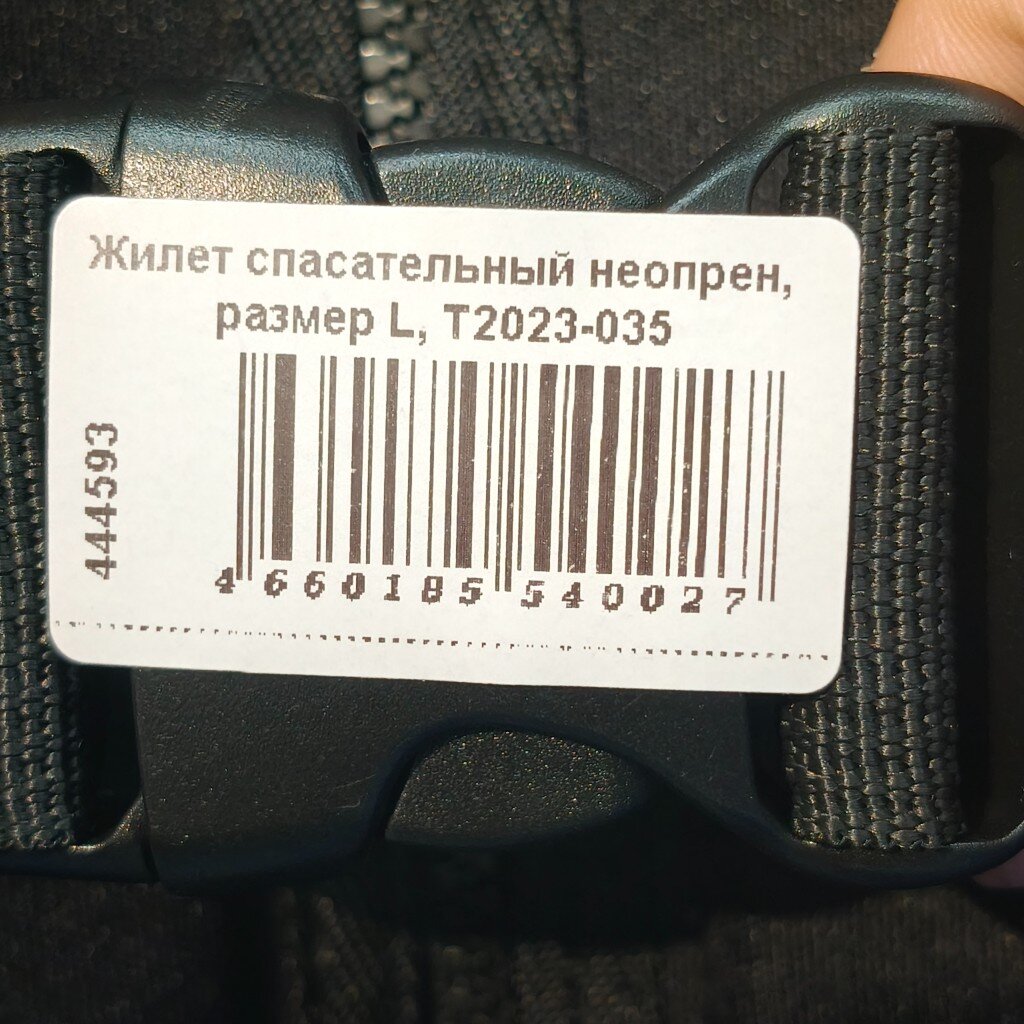 Жилет спасательный неопрен,
размер L, T2023-035
444593
4 660185 540027